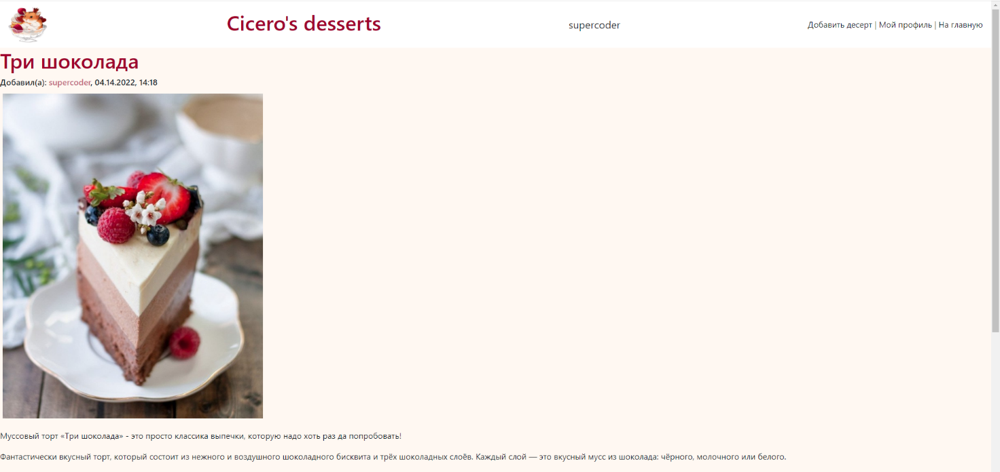 Cicero's desserts
supercoder
Добавить десерт | Мой профиль | На главную
Три шоколада
Добавил(а): supercoder, 04.14.2022, 14:18
Муссовый торт «Три шоколада» - это просто классика выпечки, которую надо хоть раз да попробовать!
Фантастически вкусный торт, который состоит из нежного и воздушного шоколадного бисквита и трёх шоколадных слоёв. Каждый слой — это вкусный мусс из шоколада: чёрного, молочного или белого.